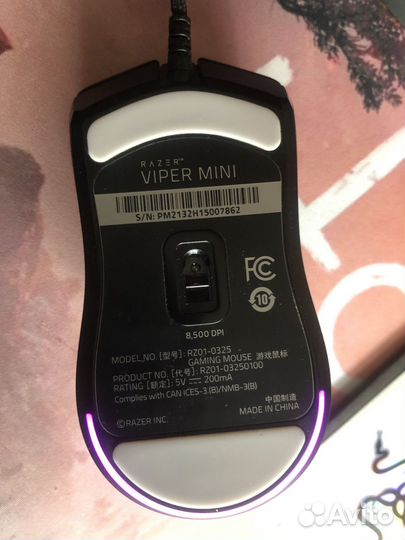 RAZER™
VIPER MINI
S/N: PM2132H15007862
FC
10
8,500 DPI
MODEL.NO. [型号]: RZ01-0325
GAMING MOUSE 游戏鼠标
PRODUCT NO. [代号]: RZ01-03250100
RATING [额定]: 5V ⎓ 200mA
Complies with CAN ICES-3.(B)/NMB-3(B)
中国制造
MADE IN CHINA
©RAZER INC.
Avito